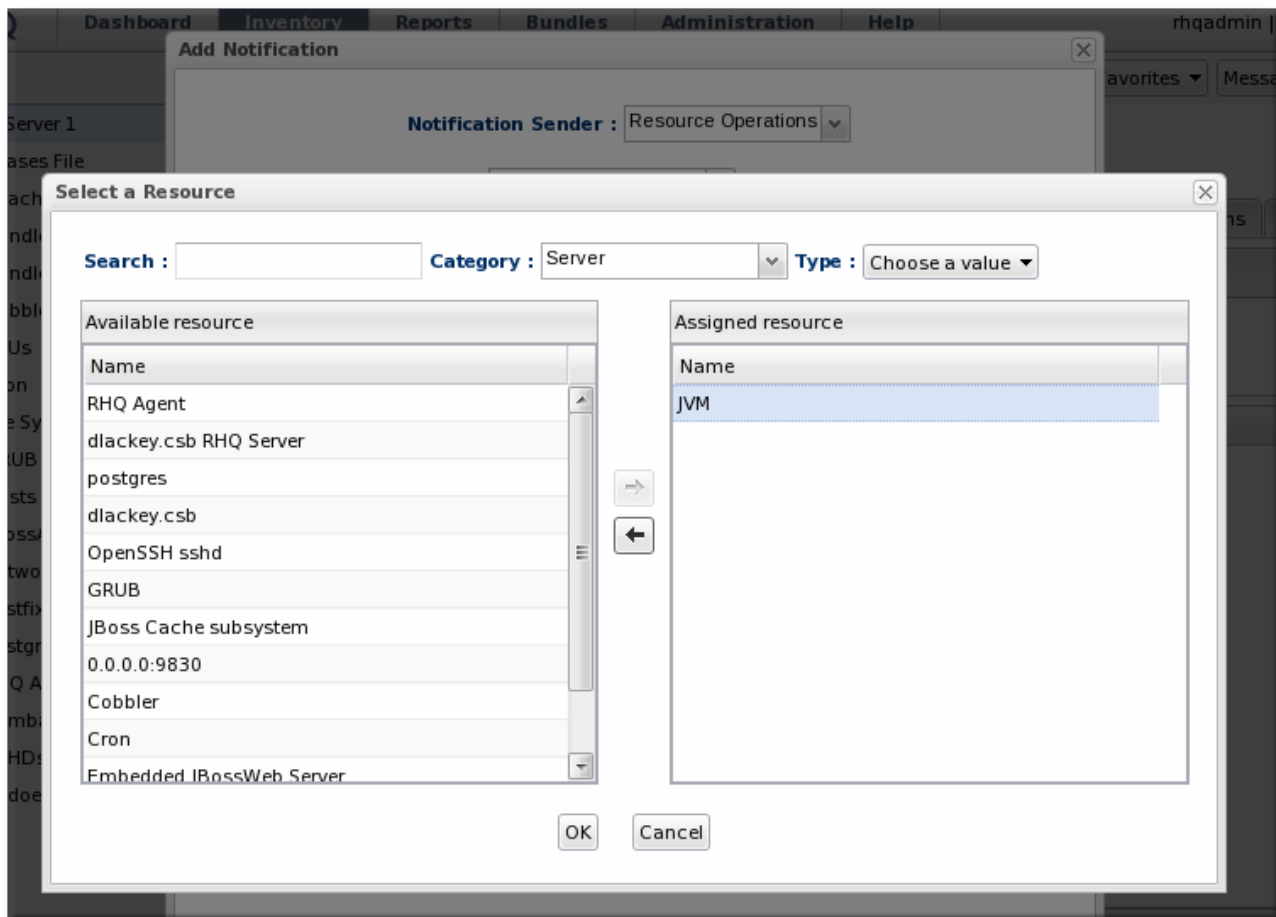 Dashboard Inventory Reports Bundles Administration Help rhqadmin |
Add Notification
avorites Messa
Notification Sender : Resource Operations
Server 1
ases File
Select a Resource
Search : Category : Server Type : Choose a value
Available resource
Name
RHQ Agent
dlackey.csb RHQ Server
postgres
dlackey.csb
OpenSSH sshd
GRUB
JBoss Cache subsystem
0.0.0.0:9830
Cobbler
Cron
Embedded JBossWeb Server
Assigned resource
Name
JVM
OK Cancel